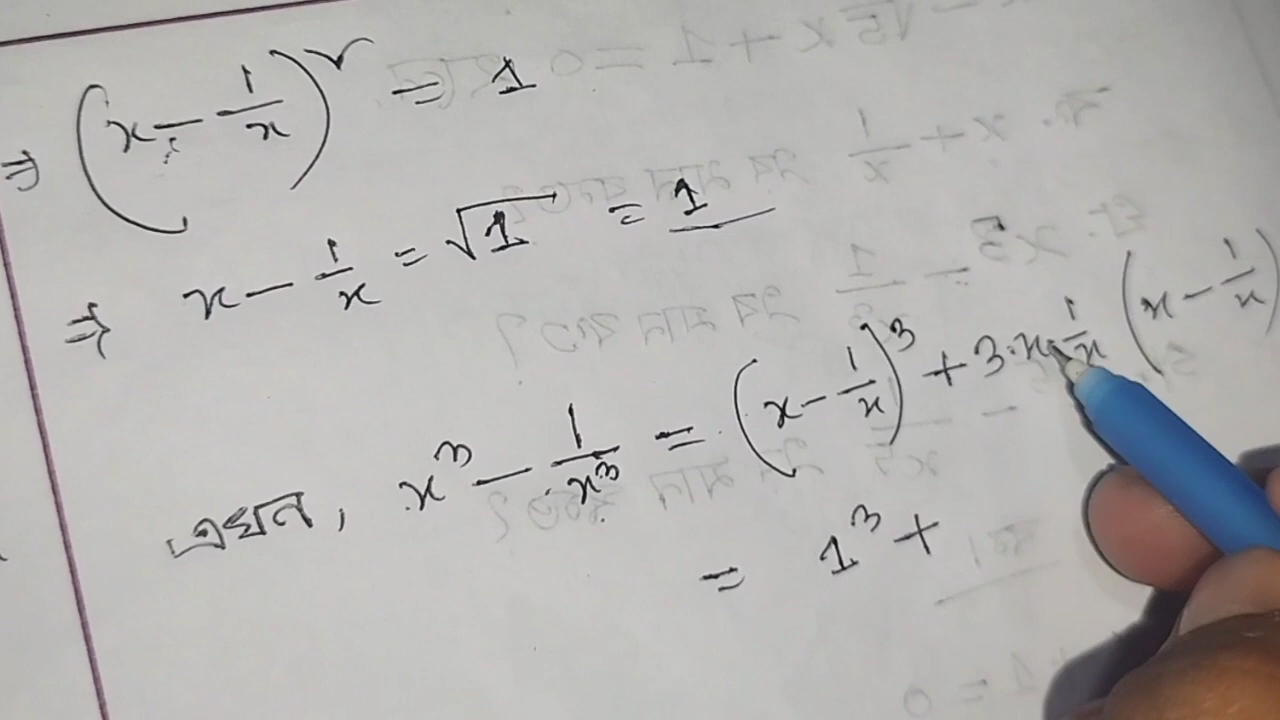 ⇒ (x − 1/x)² = 1
⇒ x − 1/x = √1 = 1
এখন, x³ − 1/x³ = (x − 1/x)³ + 3·x·1/x (x − 1/x)
= 1³ +